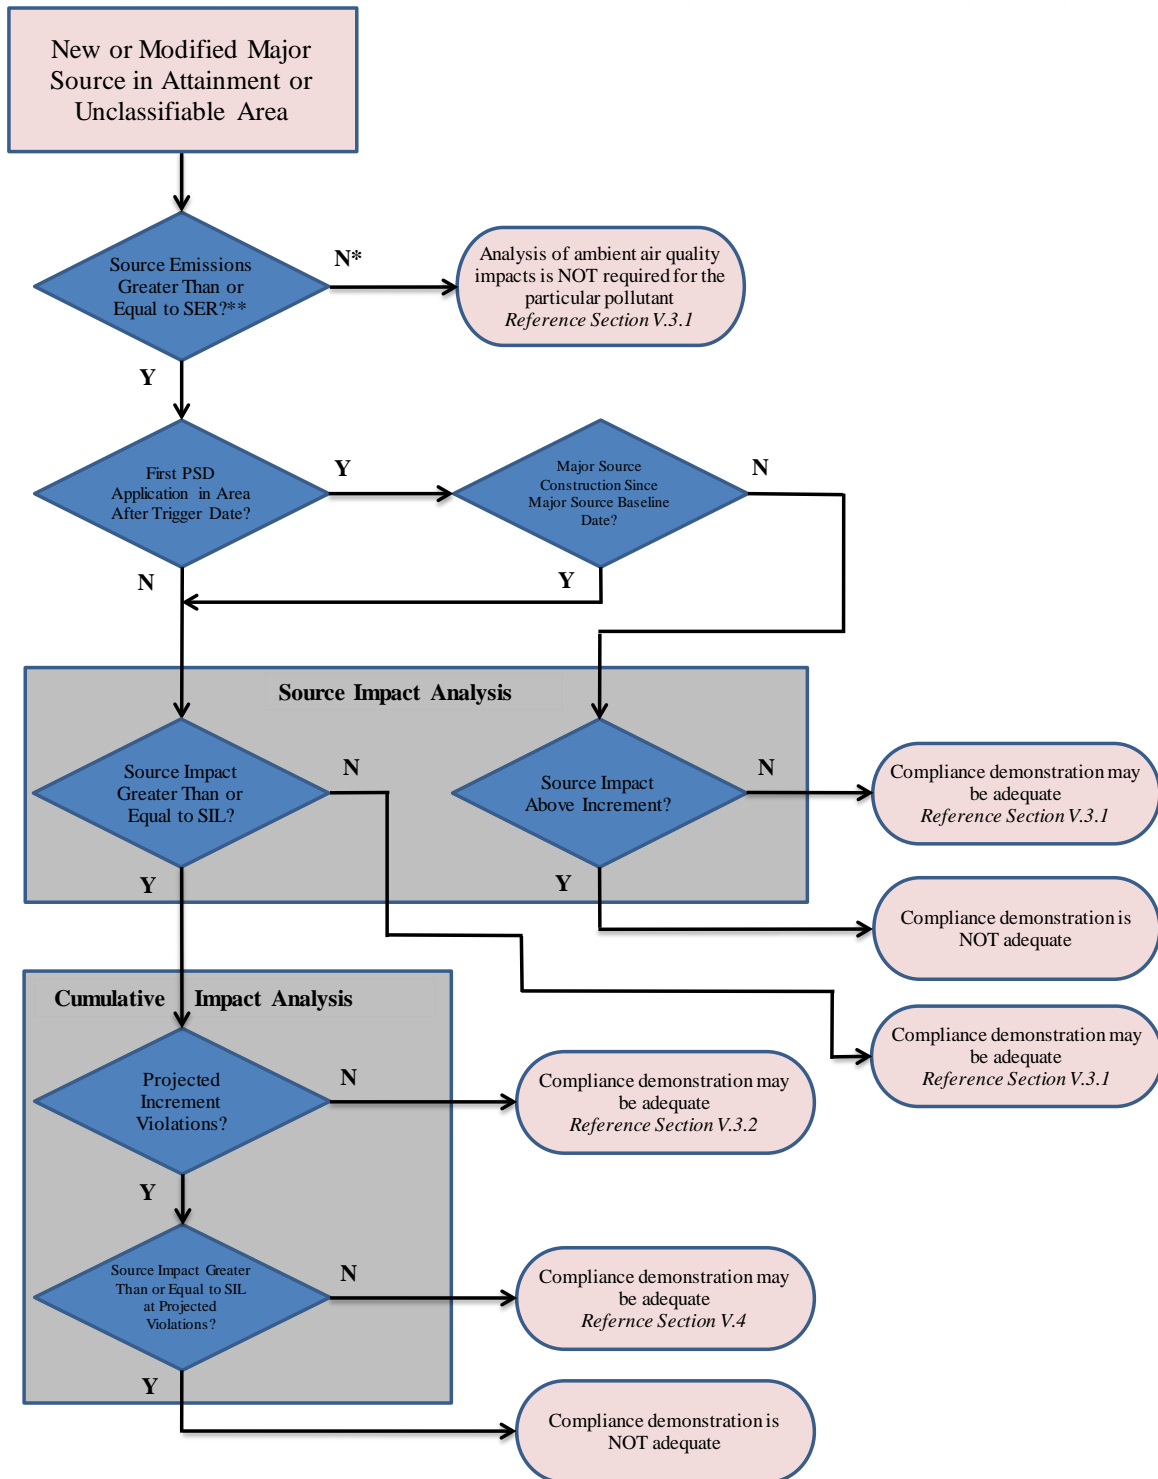 New or Modified Major
Source in Attainment or
Unclassifiable Area
Source Emissions
Greater Than or
Equal to SER?**
N*
Analysis of ambient air quality
impacts is NOT required for the
particular pollutant
Reference Section V.3.1
Y
First PSD
Application in Area
After Trigger Date?
Y
Major Source
Construction Since
Major Source Baseline
Date?
N
N
Y
Source Impact Analysis
Source Impact
Greater Than or
Equal to SIL?
N
Source Impact
Above Increment?
N
Compliance demonstration may
be adequate
Reference Section V.3.1
Y
Y
Compliance demonstration is
NOT adequate
Cumulative Impact Analysis
Compliance demonstration may
be adequate
Reference Section V.3.1
Projected
Increment
Violations?
N
Compliance demonstration may
be adequate
Reference Section V.3.2
Y
Source Impact Greater
Than or Equal to SIL
at Projected
Violations?
N
Compliance demonstration may
be adequate
Refernce Section V.4
Y
Compliance demonstration is
NOT adequate